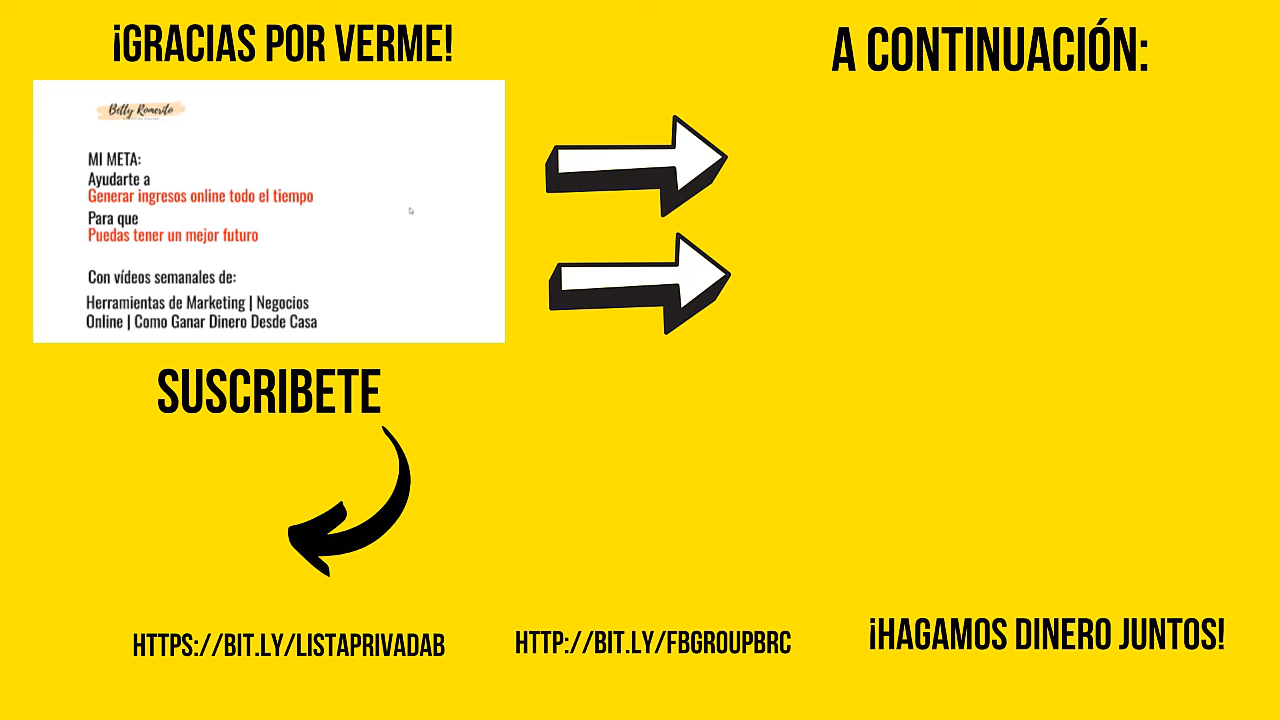 ¡GRACIAS POR VERME!
A CONTINUACIÓN:
Betty Romerito
MI META:
Ayudarte a
Generar ingresos online todo el tiempo
Para que
Puedas tener un mejor futuro
Con vídeos semanales de:
Herramientas de Marketing | Negocios
Online | Como Ganar Dinero Desde Casa
SUSCRIBETE
HTTPS://BIT.LY/LISTAPRIVADAB
HTTP://BIT.LY/FBGROUPBRC
¡HAGAMOS DINERO JUNTOS!